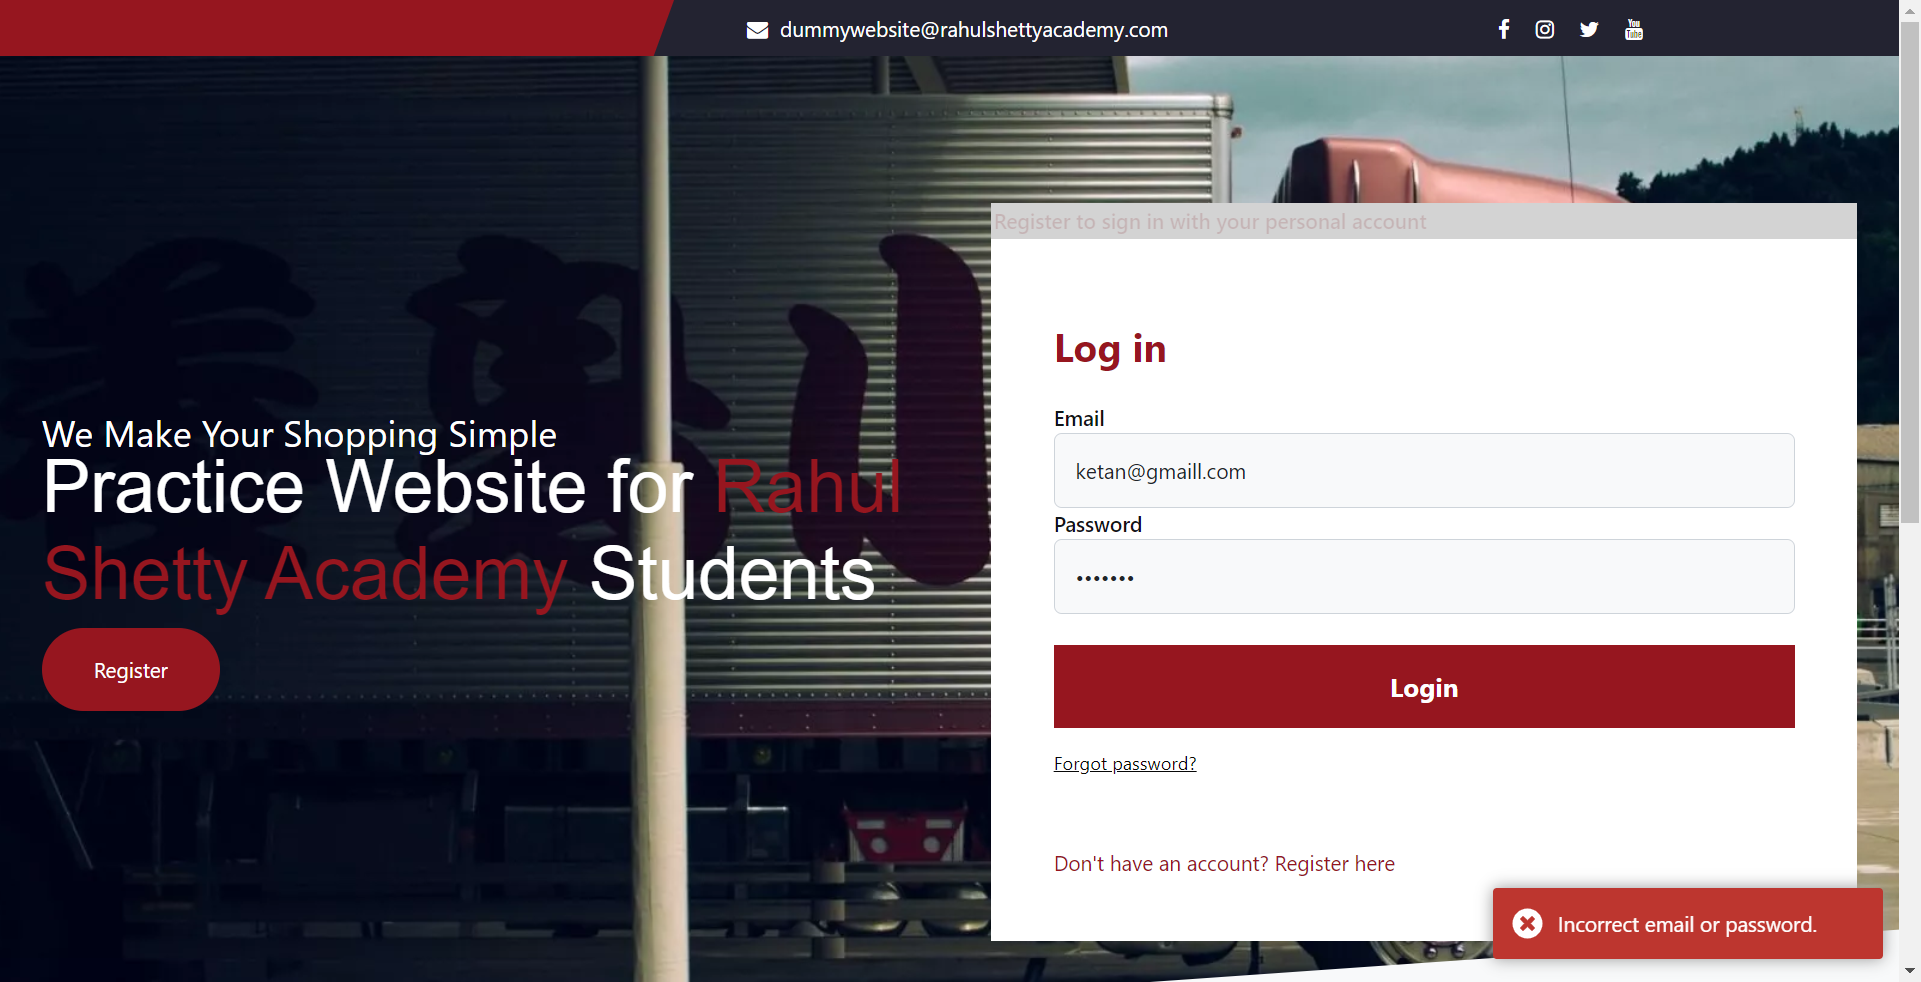 dummywebsite@rahulshettyacademy.com
You
Tube
Register to sign in with your personal account
We Make Your Shopping Simple
Practice Website for Rahul
Shetty Academy Students
Register
Log in
Email
ketan@gmaill.com
Password
•••••••
Login
Forgot password?
Don't have an account? Register here
Incorrect email or password.